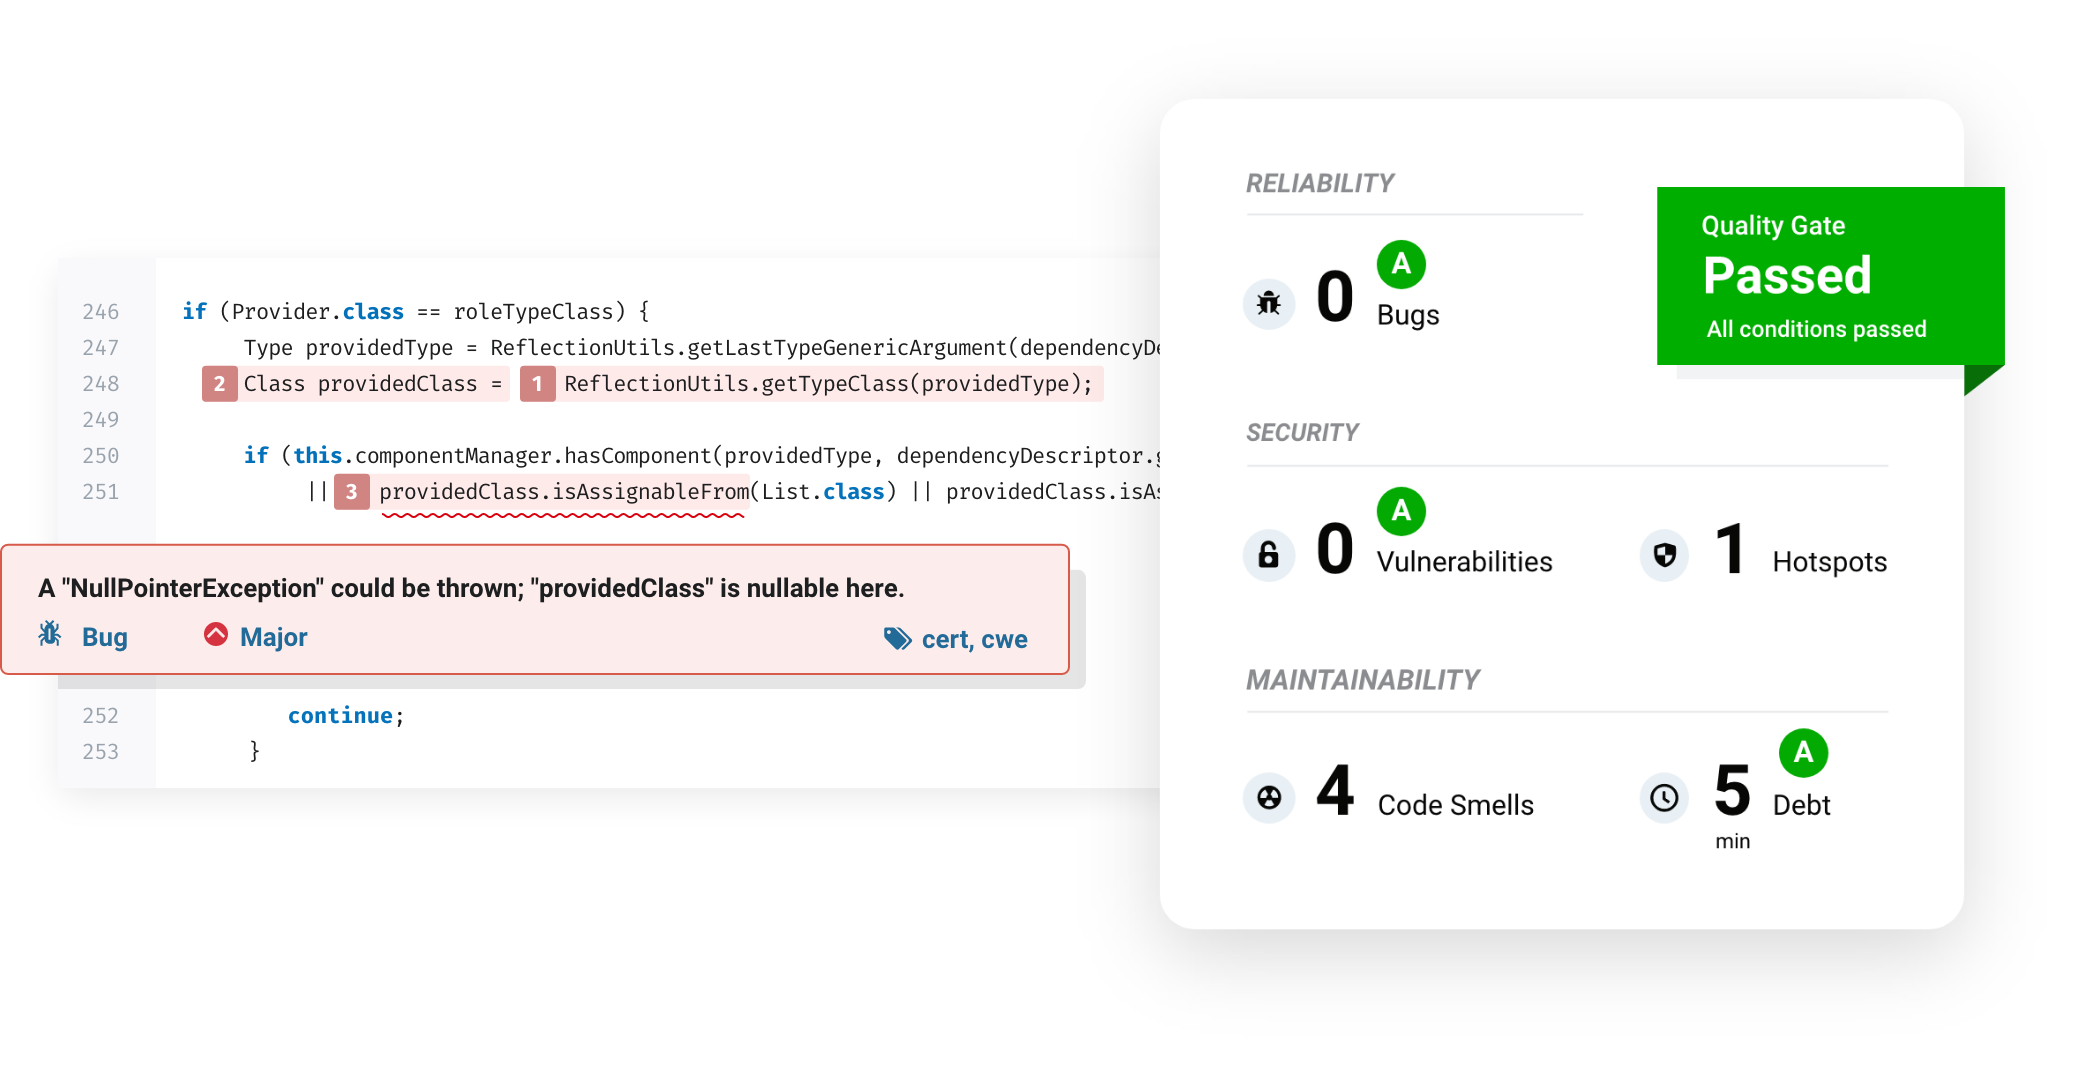 246 if (Provider.class == roleTypeClass) {
247 Type providedType = ReflectionUtils.getLastTypeGenericArgument(dependencyDe
248 2 Class providedClass = 1 ReflectionUtils.getTypeClass(providedType);
249
250 if (this.componentManager.hasComponent(providedType, dependencyDescriptor.g
251 || 3 providedClass.isAssignableFrom(List.class) || providedClass.isAs
A "NullPointerException" could be thrown; "providedClass" is nullable here.
Bug Major cert, cwe
252 continue;
253 }
RELIABILITY
0 A Bugs
Quality Gate
Passed
All conditions passed
SECURITY
0 A Vulnerabilities 1 Hotspots
MAINTAINABILITY
4 Code Smells 5 A Debt
min